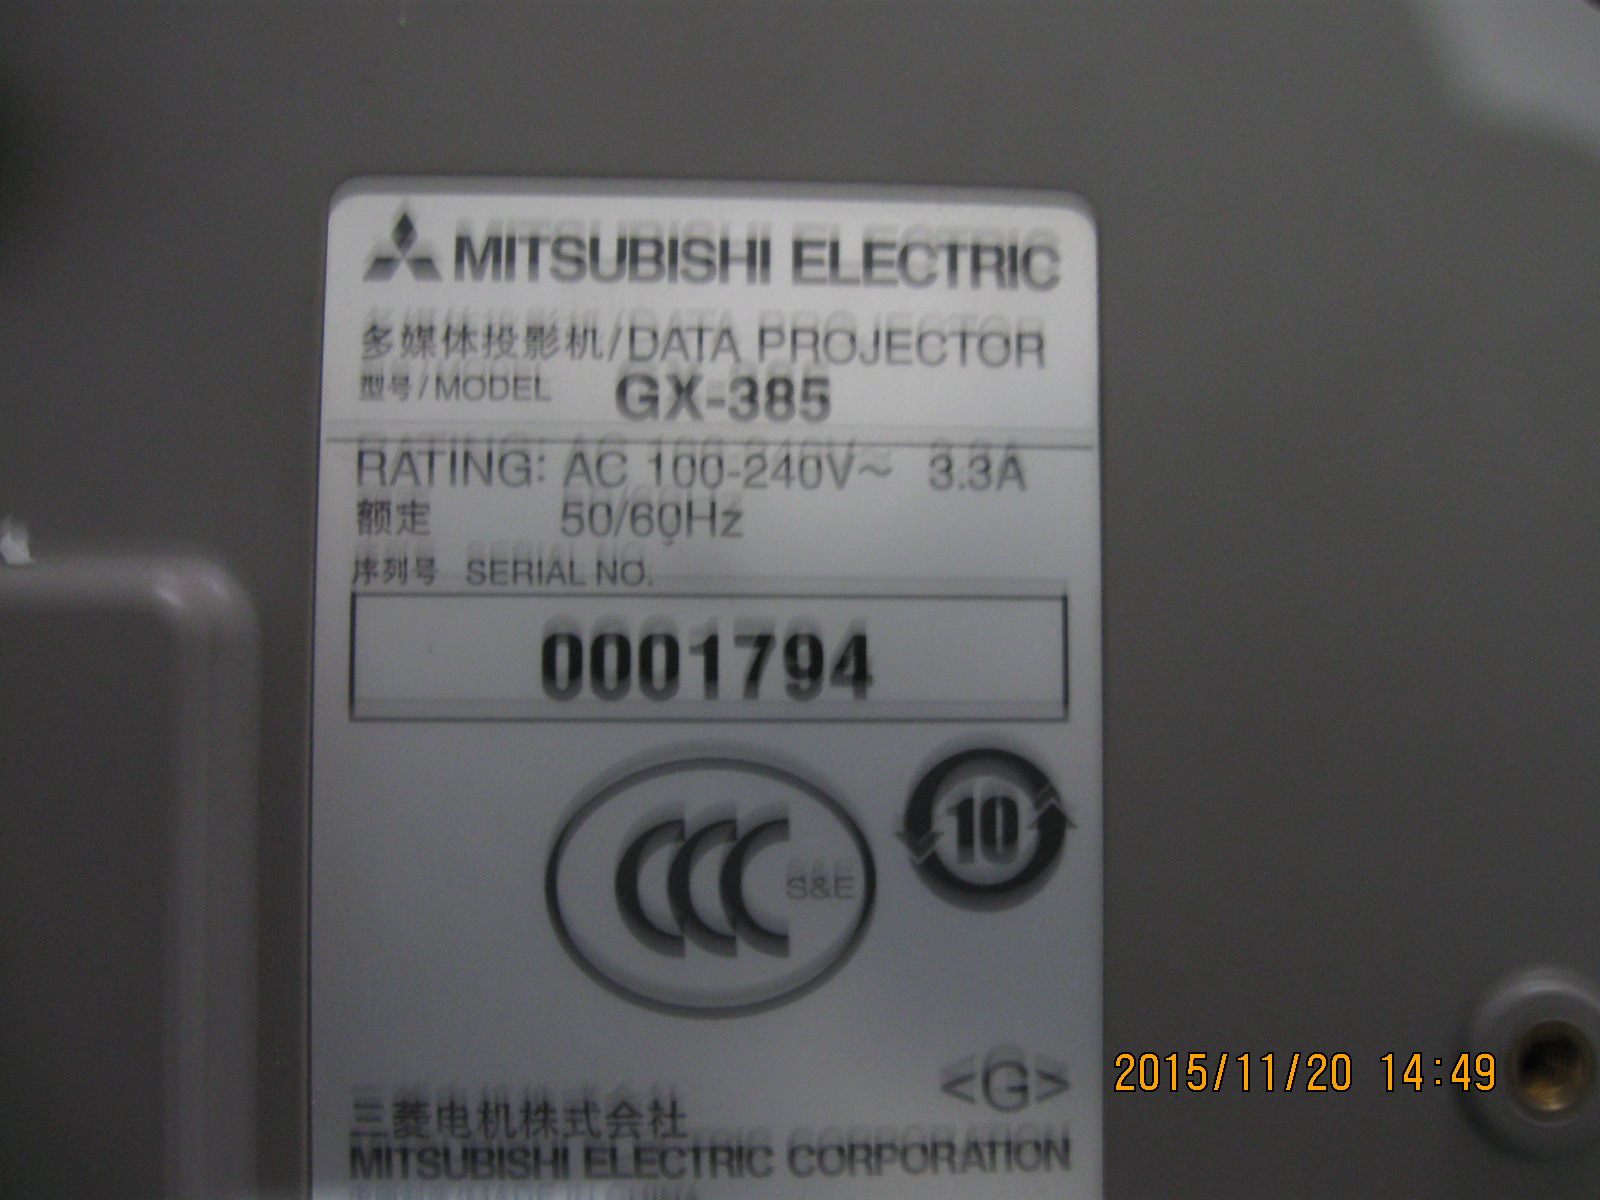 MITSUBISHI ELECTRIC
多媒体投影机/DATA PROJECTOR
型号/MODEL GX-385
RATING: AC 100-240V~ 3.3A
额定 50/60Hz
序列号 SERIAL NO.
0001794
CCC S&E
10
<G>
2015/11/20 14:49
三菱电机株式会社
MITSUBISHI ELECTRIC CORPORATION